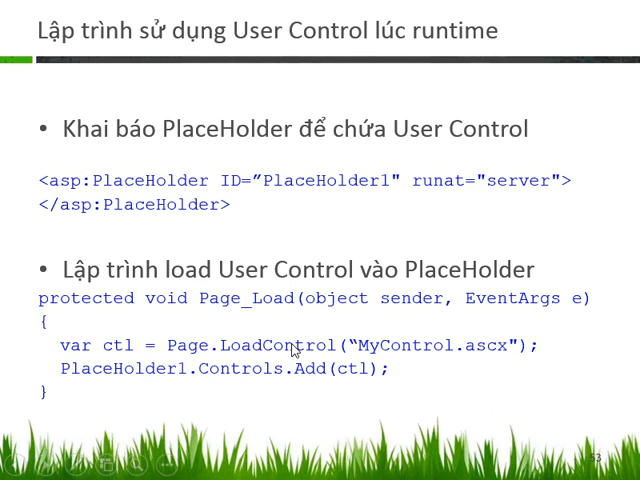 Lập trình sử dụng User Control lúc runtime
• Khai báo PlaceHolder để chứa User Control
<asp:PlaceHolder ID=”PlaceHolder1" runat="server">
</asp:PlaceHolder>
• Lập trình load User Control vào PlaceHolder
protected void Page_Load(object sender, EventArgs e)
{
var ctl = Page.LoadControl(“MyControl.ascx");
PlaceHolder1.Controls.Add(ctl);
}
53